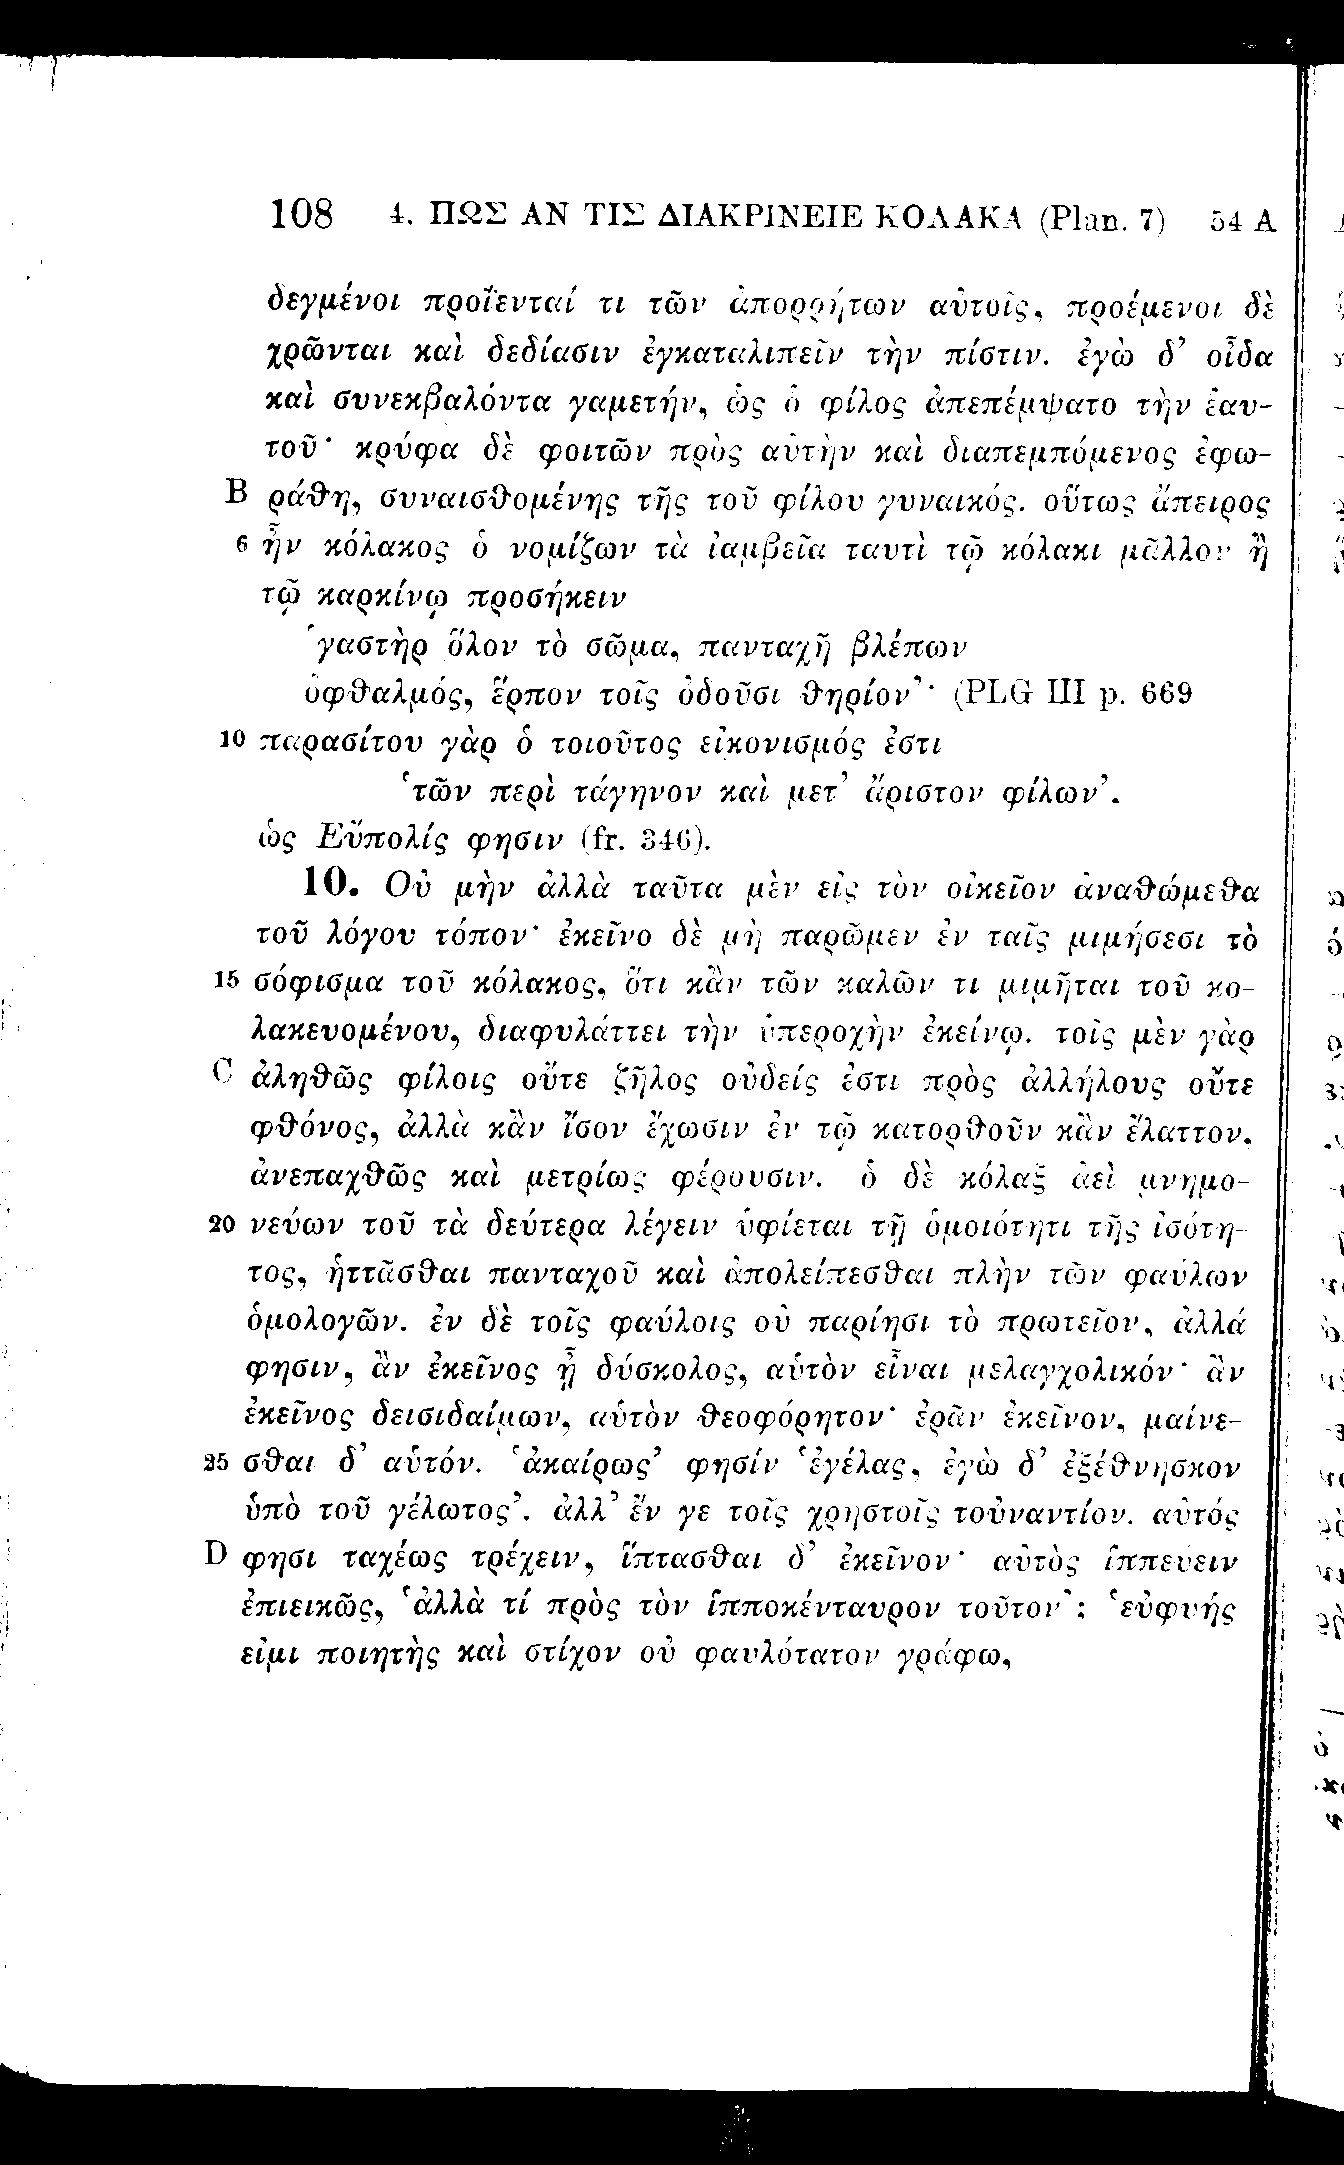 108 4. ΠΩΣ ΑΝ ΤΙΣ ΔΙΑΚΡΙΝΕΙΕ ΚΟΛΑΚΑ (Plan. 7) 54 A
δεγμένοι προΐενταί τι τῶν ἀπορρήτων αὐτοῖς, προέμενοι δὲ
χρῶνται καὶ δεδίασιν ἐγκαταλιπεῖν τὴν πίστιν. ἐγὼ δ’ οἶδα
καὶ συνεκβαλόντα γαμετήν, ὡς ὁ φίλος ἀπεπέμψατο τὴν ἑαυ-
τοῦ· κρύφα δὲ φοιτῶν πρὸς αὐτὴν καὶ διαπεμπόμενος ἐφω-
B ράθη, συναισθομένης τῆς τοῦ φίλου γυναικός. οὕτως ἄπειρος
6 ἦν κόλακος ὁ νομίζων τὰ ἰαμβεῖα ταυτὶ τῷ κόλακι μᾶλλον ἢ
τῷ καρκίνῳ προσήκειν
‘γαστὴρ ὅλον τὸ σῶμα, πανταχῆ βλέπων
ὀφθαλμός, ἕρπον τοῖς ὀδοῦσι θηρίον’· (PLG III p. 669
10 παρασίτου γὰρ ὁ τοιοῦτος εἰκονισμός ἐστι
‘τῶν περὶ τάγηνον καὶ μετ’ ἄριστον φίλων’.
ὡς Εὔπολίς φησιν (fr. 346).
10. Οὐ μὴν ἀλλὰ ταῦτα μὲν εἰς τὸν οἰκεῖον ἀναθώμεθα
τοῦ λόγου τόπον· ἐκεῖνο δὲ μὴ παρῶμεν ἐν ταῖς μιμήσεσι τὸ
15 σόφισμα τοῦ κόλακος, ὅτι κἂν τῶν καλῶν τι μιμῆται τοῦ κο-
λακευομένου, διαφυλάττει τὴν ὑπεροχὴν ἐκείνῳ. τοῖς μὲν γὰρ
C ἀληθῶς φίλοις οὔτε ζῆλος οὐδείς ἐστι πρὸς ἀλλήλους οὔτε
φθόνος, ἀλλὰ κἂν ἴσον ἔχωσιν ἐν τῷ κατορθοῦν κἂν ἔλαττον,
ἀνεπαχθῶς καὶ μετρίως φέρουσιν. ὁ δὲ κόλαξ ἀεὶ μνημο-
20 νεύων τοῦ τὰ δεύτερα λέγειν ὑφίεται τῇ ὁμοιότητι τῆς ἰσότη-
τος, ἡττᾶσθαι πανταχοῦ καὶ ἀπολείπεσθαι πλὴν τῶν φαύλων
ὁμολογῶν. ἐν δὲ τοῖς φαύλοις οὐ παρίησι τὸ πρωτεῖον, ἀλλά
φησιν, ἂν ἐκεῖνος ᾖ δύσκολος, αὑτὸν εἶναι μελαγχολικόν· ἂν
ἐκεῖνος δεισιδαίμων, αὑτὸν θεοφόρητον· ἐρᾶν ἐκεῖνον, μαίνε-
25 σθαι δ’ αὑτόν. ‘ἀκαίρως’ φησίν ‘ἐγέλας, ἐγὼ δ’ ἐξέθνησκον
ὑπὸ τοῦ γέλωτος’. ἀλλ’ ἔν γε τοῖς χρηστοῖς τοὐναντίον. αὐτός
D φησι ταχέως τρέχειν, ἵπτασθαι δ’ ἐκεῖνον· αὐτὸς ἱππεύειν
ἐπιεικῶς, ‘ἀλλὰ τί πρὸς τὸν ἱπποκένταυρον τοῦτον’; ‘εὐφυής
εἰμι ποιητὴς καὶ στίχον οὐ φαυλότατον γράφω,